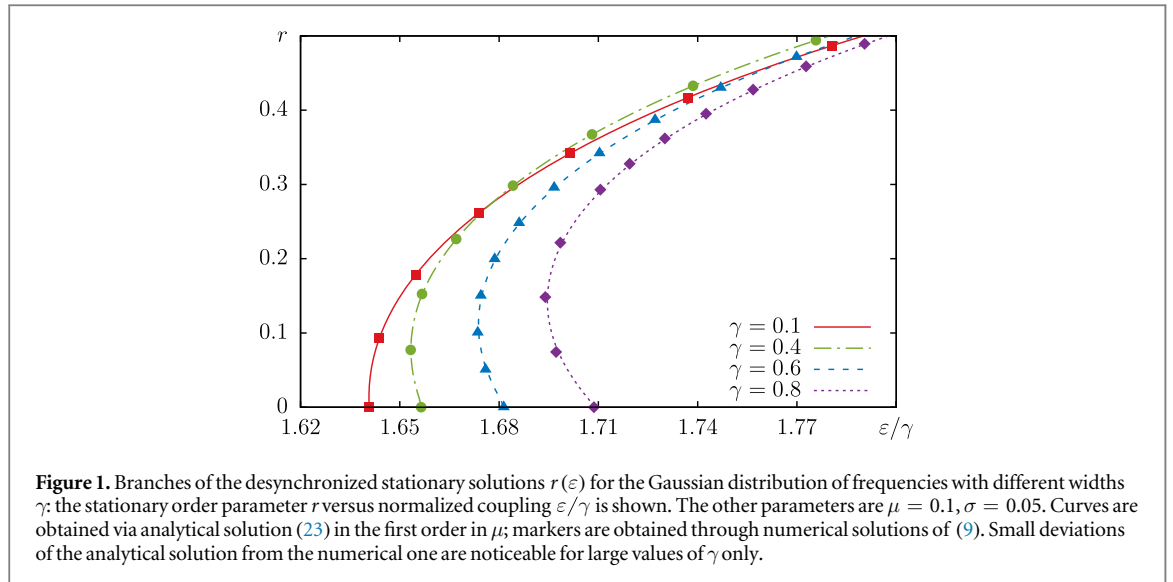 r
0.4
0.3
0.2
0.1
0
1.62 1.65 1.68 1.71 1.74 1.77 ε/γ
γ = 0.1
γ = 0.4
γ = 0.6
γ = 0.8
Figure 1. Branches of the desynchronized stationary solutions r(ε) for the Gaussian distribution of frequencies with different widths
γ: the stationary order parameter r versus normalized coupling ε/γ is shown. The other parameters are μ = 0.1, σ = 0.05. Curves are
obtained via analytical solution (23) in the first order in μ; markers are obtained through numerical solutions of (9). Small deviations
of the analytical solution from the numerical one are noticeable for large values of γ only.